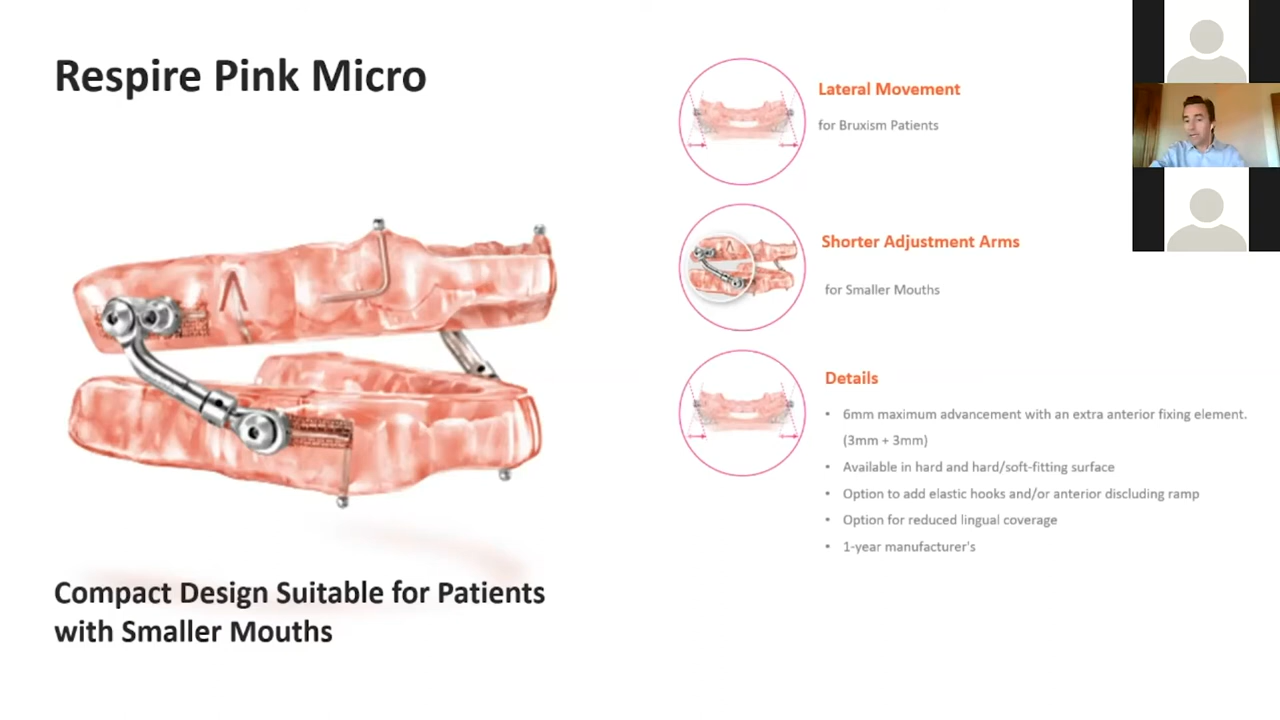 Respire Pink Micro
Lateral Movement
for Bruxism Patients
Shorter Adjustment Arms
for Smaller Mouths
Details
• 6mm maximum advancement with an extra anterior fixing element.
(3mm + 3mm)
• Available in hard and hard/soft-fitting surface
• Option to add elastic hooks and/or anterior discluding ramp
• Option for reduced lingual coverage
• 1-year manufacturer's
Compact Design Suitable for Patients
with Smaller Mouths